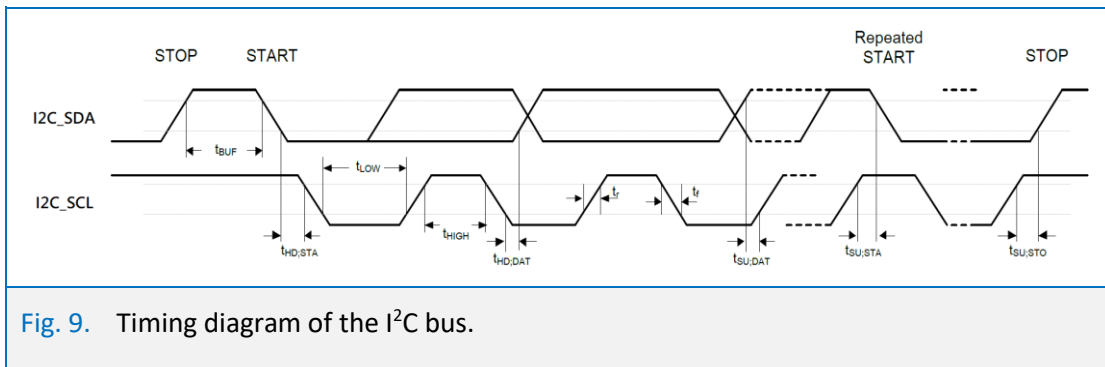 Repeated
STOP START START STOP
I2C_SDA
tBUF
tLOW
I2C_SCL
tr tf
tHIGH
tHD;STA tHD;DAT tSU;DAT tSU;STA tSU;STO
Fig. 9. Timing diagram of the I²C bus.